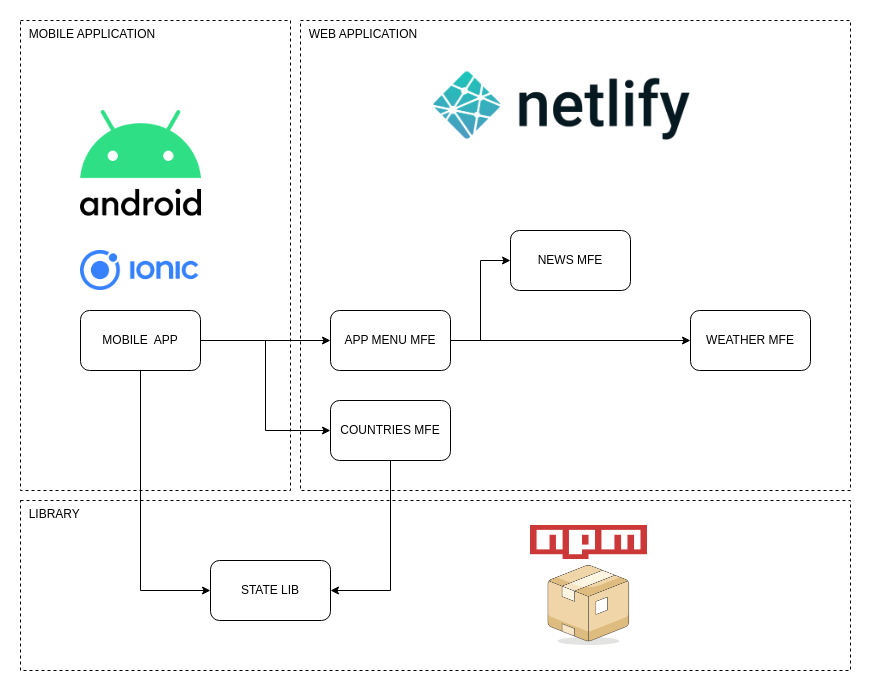 MOBILE APPLICATION
WEB APPLICATION
netlify
android
IONIC
NEWS MFE
MOBILE APP
APP MENU MFE
WEATHER MFE
COUNTRIES MFE
LIBRARY
npm
STATE LIB